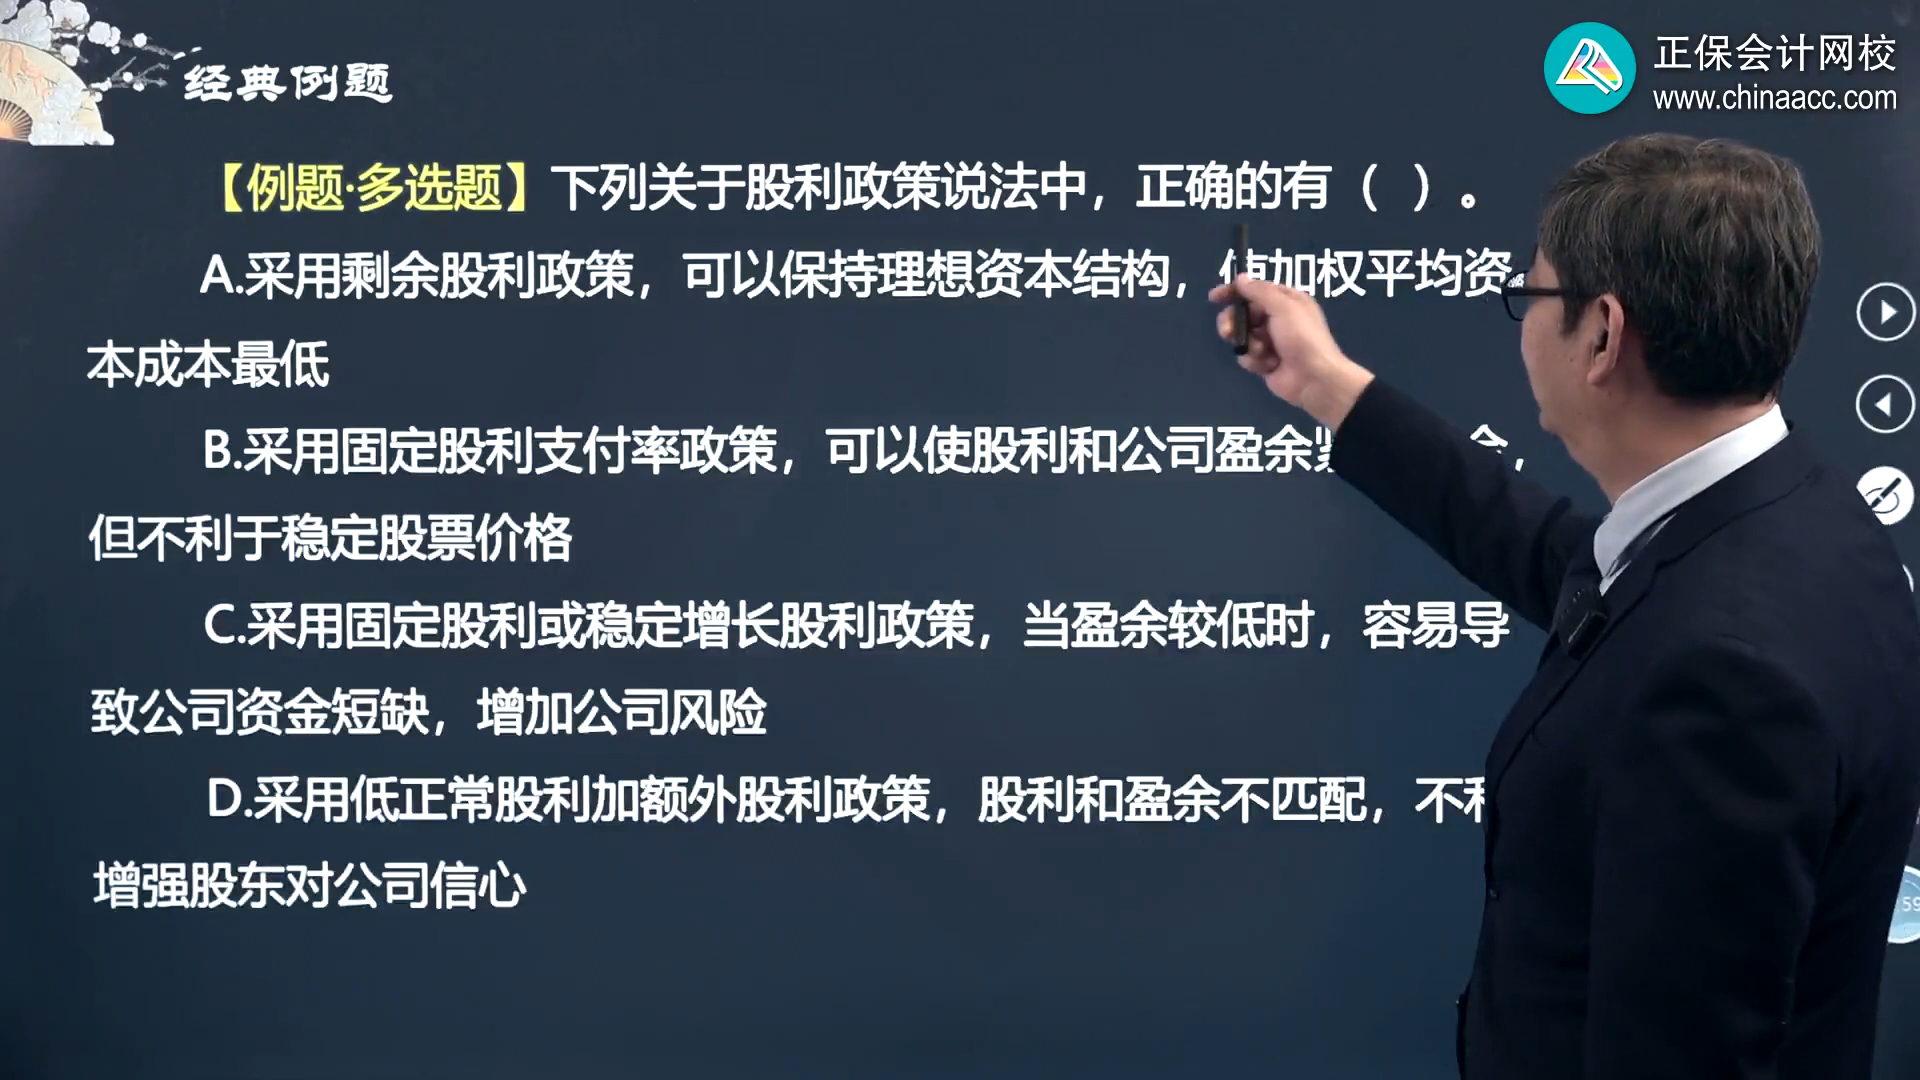 正保会计网校
www.chinaacc.com
经典例题
【例题·多选题】下列关于股利政策说法中，正确的有（ ）。
A.采用剩余股利政策，可以保持理想资本结构，使加权平均资
本成本最低
B.采用固定股利支付率政策，可以使股利和公司盈余
但不利于稳定股票价格
C.采用固定股利或稳定增长股利政策，当盈余较低时，容易导
致公司资金短缺，增加公司风险
D.采用低正常股利加额外股利政策，股利和盈余不匹配，不
增强股东对公司信心
59